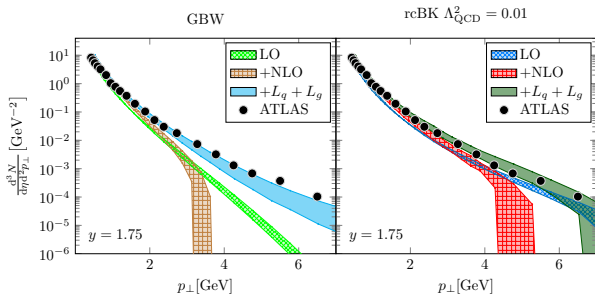 GBW
rcBK Λ²_QCD = 0.01
d³N/dηd²p⊥ [GeV⁻²]
10¹
10⁰
10⁻¹
10⁻²
10⁻³
10⁻⁴
10⁻⁵
10⁻⁶
LO
+NLO
+L_q + L_g
ATLAS
y = 1.75
2 4 6
p⊥[GeV]
LO
+NLO
+L_q + L_g
ATLAS
y = 1.75
2 4 6
p⊥[GeV]